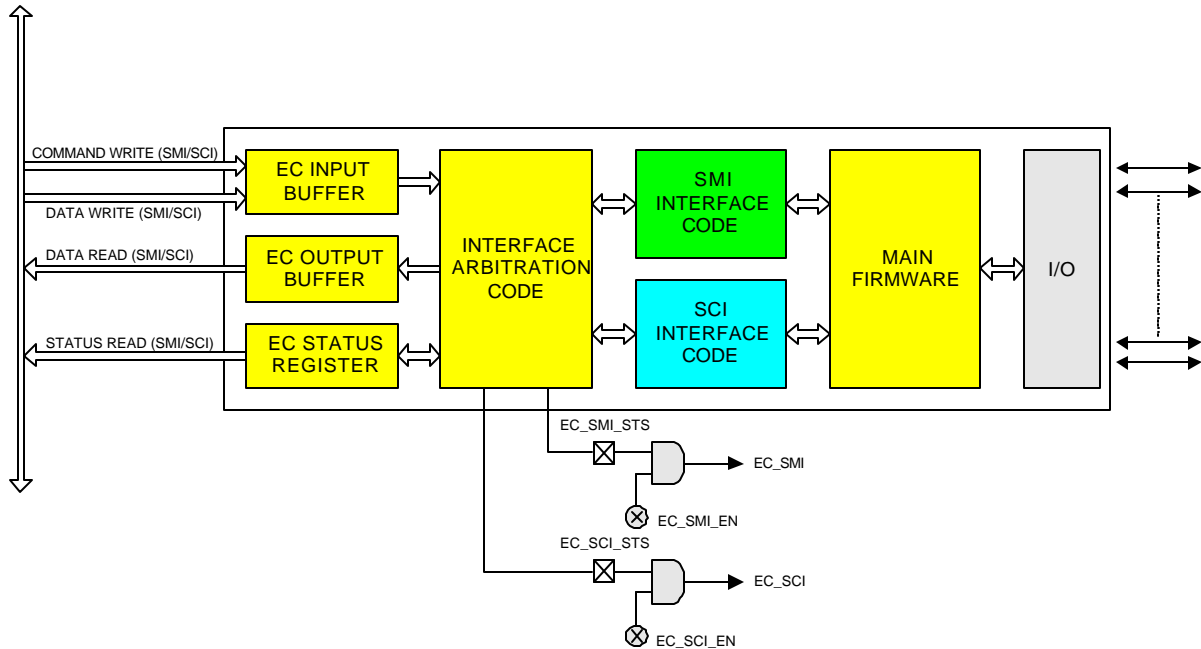 COMMAND WRITE (SMI/SCI)
DATA WRITE (SMI/SCI)
DATA READ (SMI/SCI)
STATUS READ (SMI/SCI)
EC INPUT
BUFFER
EC OUTPUT
BUFFER
EC STATUS
REGISTER
INTERFACE
ARBITRATION
CODE
SMI
INTERFACE
CODE
SCI
INTERFACE
CODE
MAIN
FIRMWARE
I/O
EC_SMI_STS
EC_SMI
EC_SMI_EN
EC_SCI_STS
EC_SCI
EC_SCI_EN